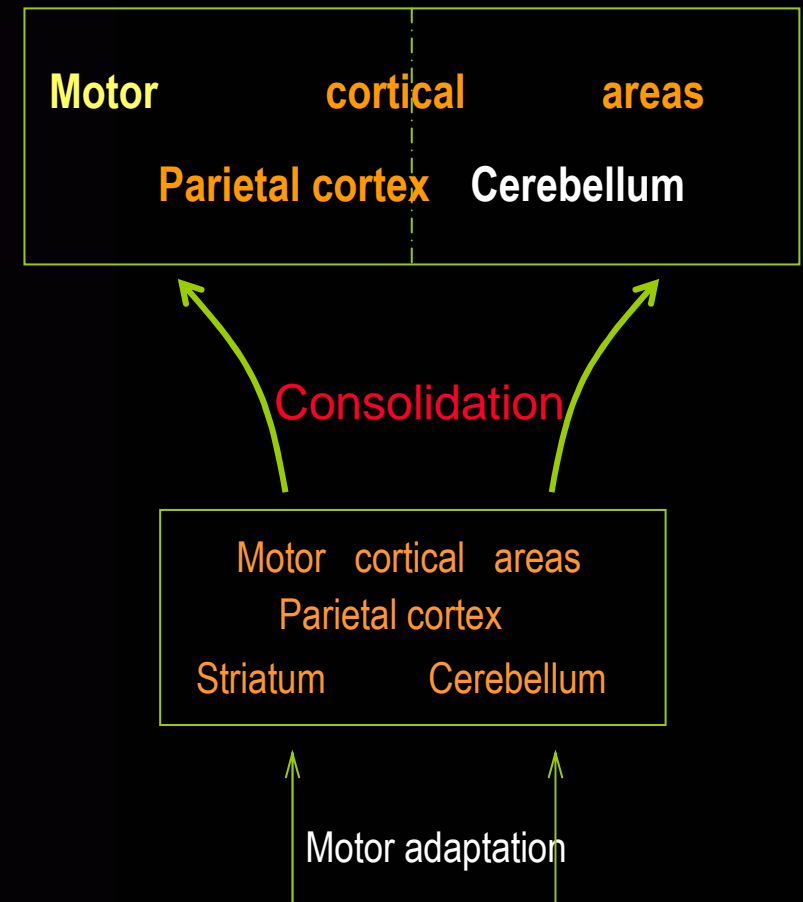 Motor cortical areas
Parietal cortex Cerebellum
Consolidation
Motor cortical areas
Parietal cortex
Striatum Cerebellum
Motor adaptation